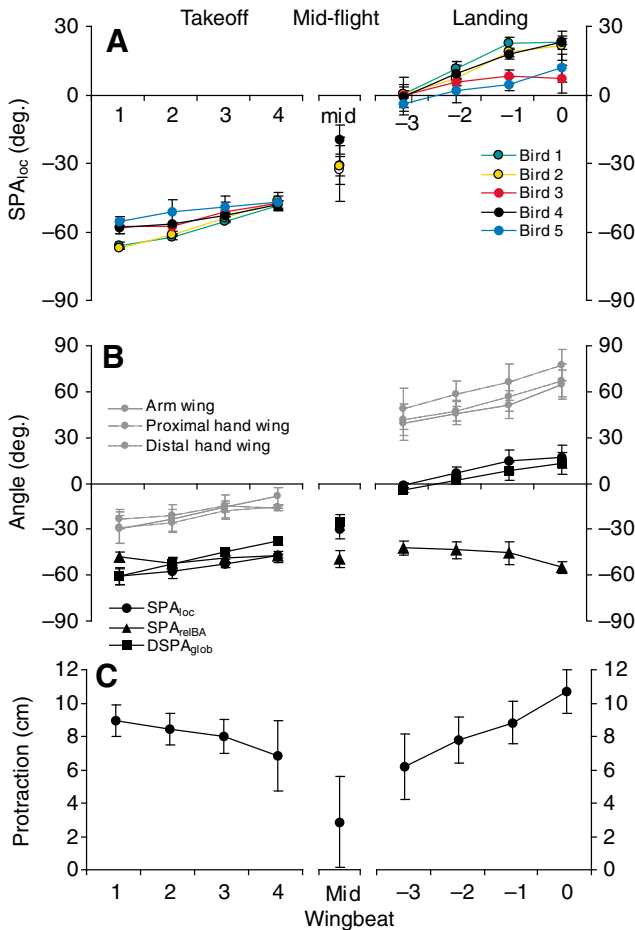 Takeoff Mid-flight Landing
A
30 30
0 0
1 2 3 4 mid –3 –2 –1 0
–30 –30
–60 –60
–90 –90
SPAloc (deg.)
Bird 1
Bird 2
Bird 3
Bird 4
Bird 5
B
90 90
60 60
30 30
0 0
–30 –30
–60 –60
–90 –90
Angle (deg.)
Arm wing
Proximal hand wing
Distal hand wing
SPAloc
SPArelBA
DSPAglob
C
12 12
10 10
8 8
6 6
4 4
2 2
0 0
Protraction (cm)
1 2 3 4 Mid –3 –2 –1 0
Wingbeat